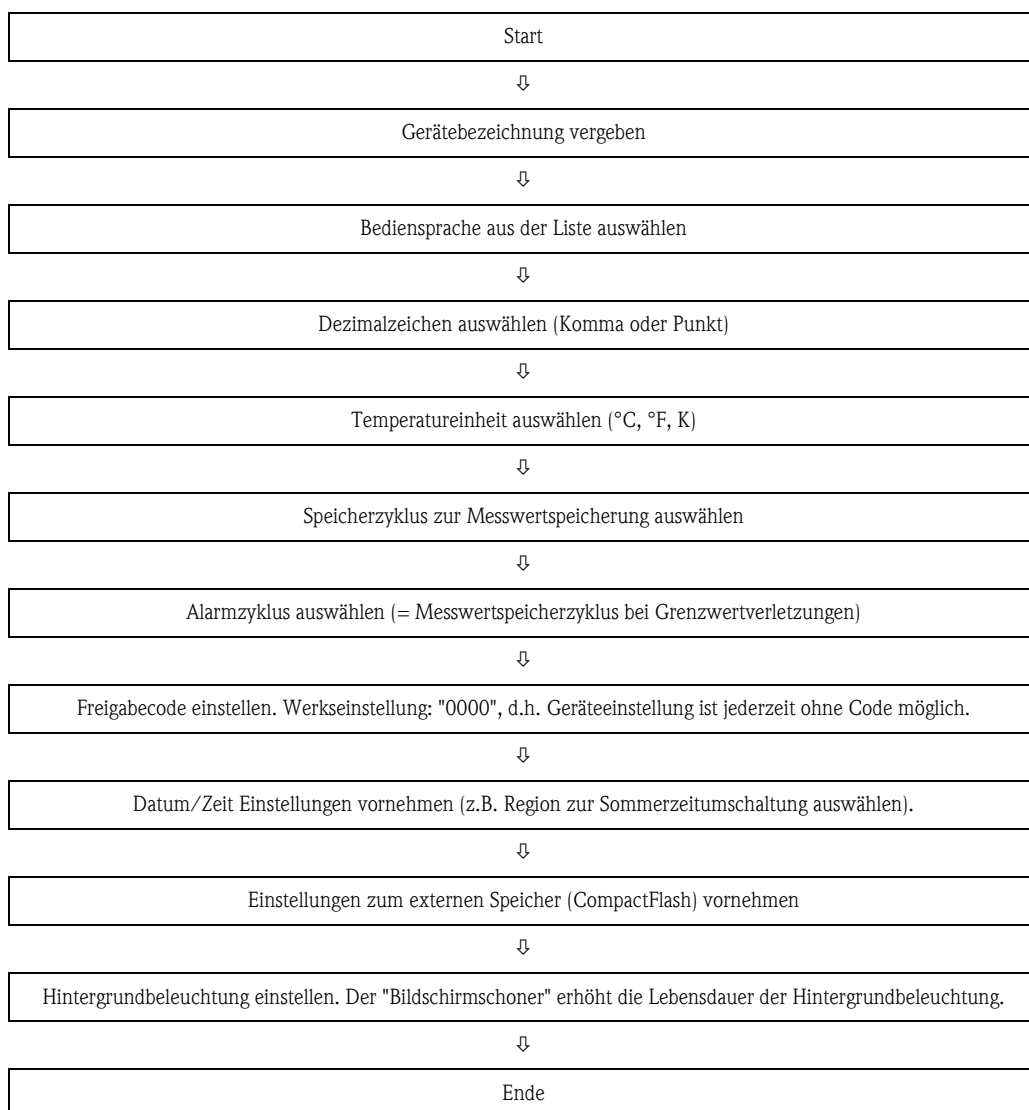 Start
⇩
Gerätebezeichnung vergeben
⇩
Bediensprache aus der Liste auswählen
⇩
Dezimalzeichen auswählen (Komma oder Punkt)
⇩
Temperatureinheit auswählen (°C, °F, K)
⇩
Speicherzyklus zur Messwertspeicherung auswählen
⇩
Alarmzyklus auswählen (= Messwertspeicherzyklus bei Grenzwertverletzungen)
⇩
Freigabecode einstellen. Werkseinstellung: "0000", d.h. Geräteeinstellung ist jederzeit ohne Code möglich.
⇩
Datum/Zeit Einstellungen vornehmen (z.B. Region zur Sommerzeitumschaltung auswählen).
⇩
Einstellungen zum externen Speicher (CompactFlash) vornehmen
⇩
Hintergrundbeleuchtung einstellen. Der "Bildschirmschoner" erhöht die Lebensdauer der Hintergrundbeleuchtung.
⇩
Ende